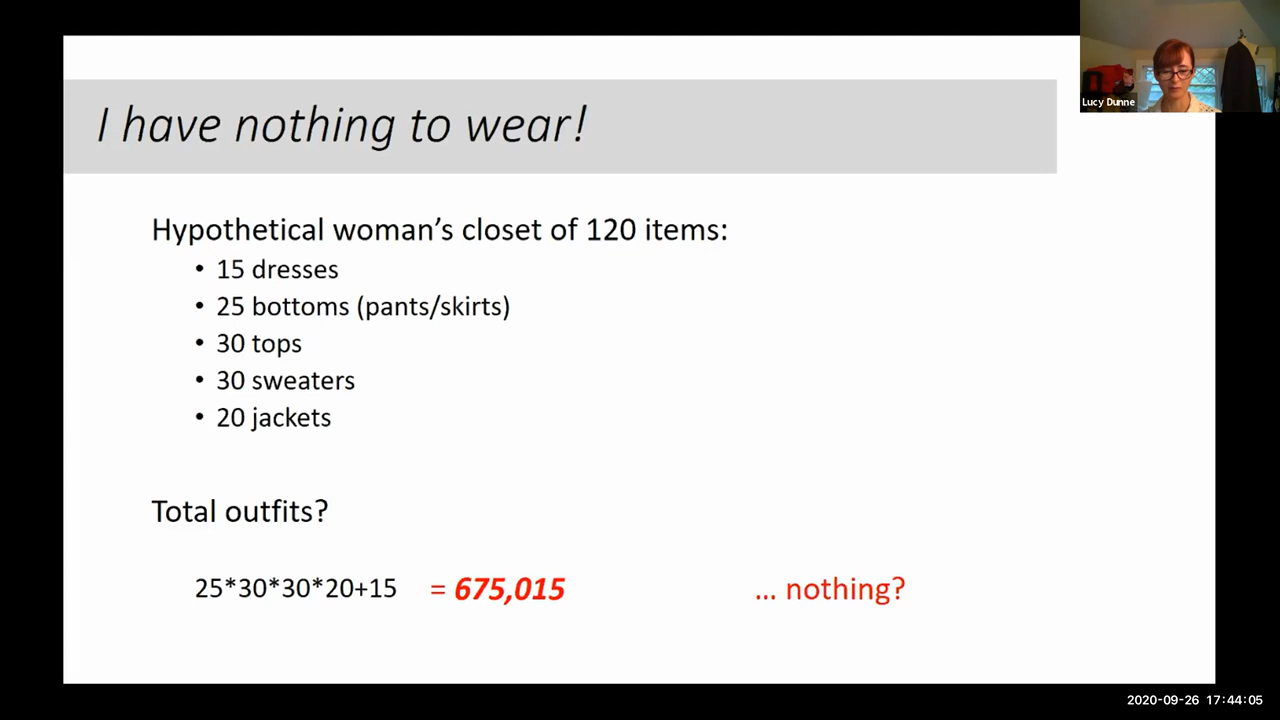 I have nothing to wear!
Lucy Dunne
Hypothetical woman’s closet of 120 items:
• 15 dresses
• 25 bottoms (pants/skirts)
• 30 tops
• 30 sweaters
• 20 jackets
Total outfits?
25*30*30*20+15 = 675,015 ... nothing?
2020-09-26 17:44:05